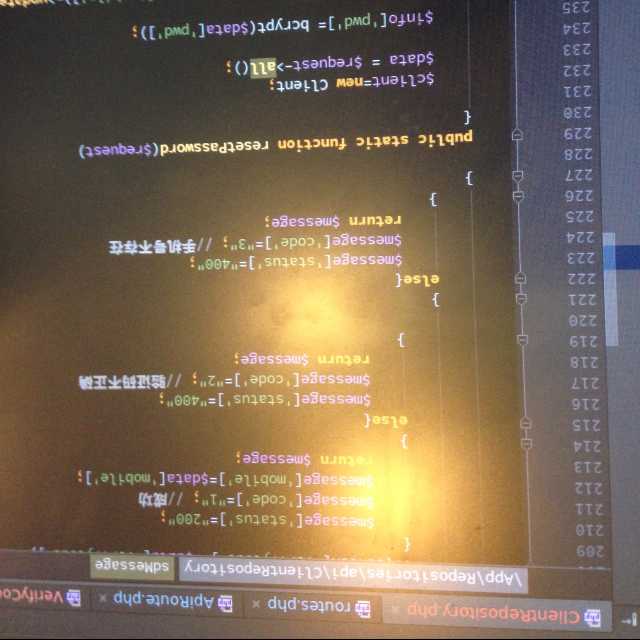 ClientRepository.php × routes.php × ApiRoute.php × VerifyCo
\App\Repositories\api\ClientRepository sdMessage
209
210 $message['status']="200";
211 $message['code']="1"; //成功
212 $message['mobile']=$data['mobile'];
213 return $message;
214 }
215 else{
216 $message['status']="400";
217 $message['code']="2"; //验证码不正确
218 return $message;
219 }
220
221 }
222 else{
223 $message['status']="400";
224 $message['code']="3"; //手机号不存在
225 return $message;
226 }
227 }
228
229 public static function resetPassword($request)
230 {
231 $client=new Client;
232 $data = $request->all();
233
234 $info['pwd']= bcrypt($data['pwd']);
235